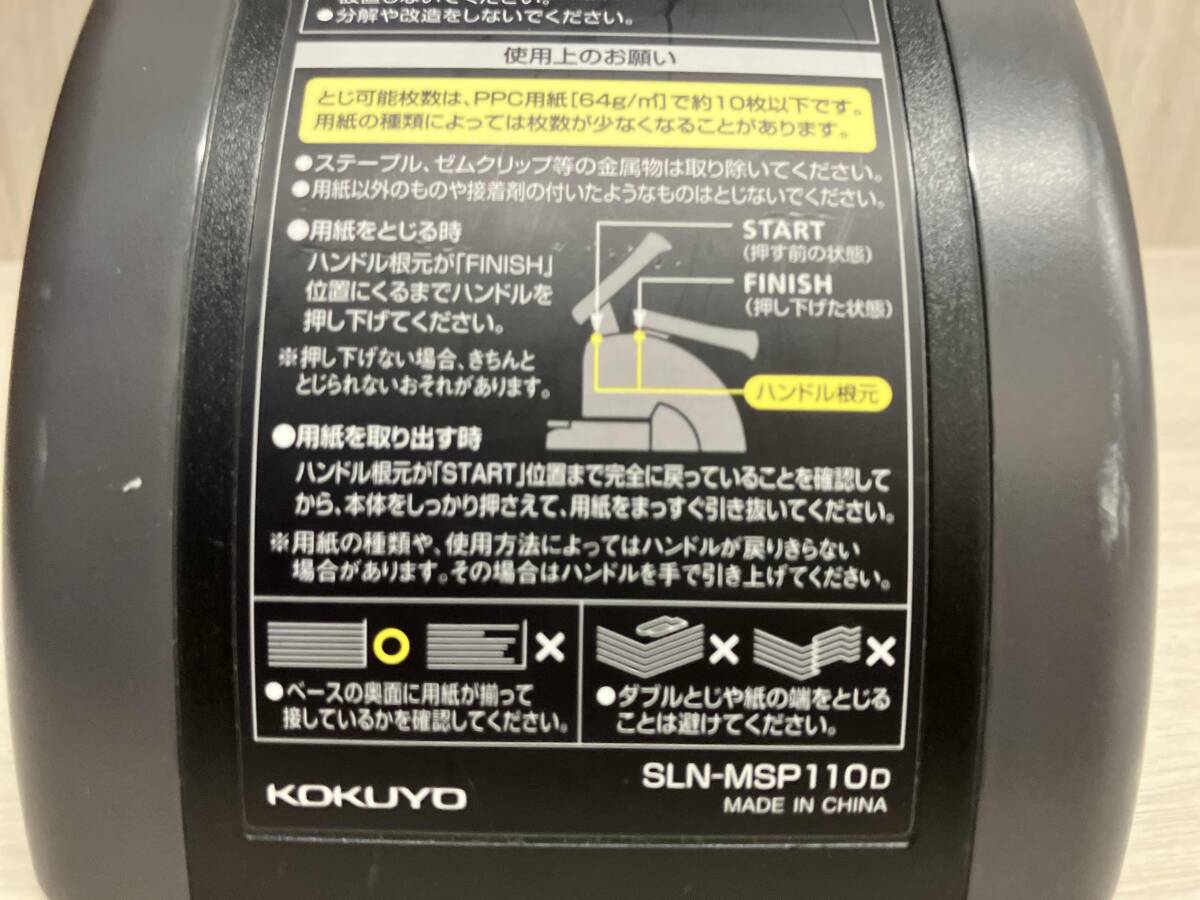 設置しないでください。
●分解や改造をしないでください。
使用上のお願い
とじ可能枚数は、PPC用紙[64g/㎡]で約10枚以下です。
用紙の種類によっては枚数が少なくなることがあります。
●ステープル、ゼムクリップ等の金属物は取り除いてください。
●用紙以外のものや接着剤の付いたようなものはとじないでください。
●用紙をとじる時
ハンドル根元が「FINISH」
位置にくるまでハンドルを
押し下げてください。
※押し下げない場合、きちんと
とじられないおそれがあります。
START
(押す前の状態)
FINISH
(押し下げた状態)
ハンドル根元
●用紙を取り出す時
ハンドル根元が「START」位置まで完全に戻っていることを確認して
から、本体をしっかり押さえて、用紙をまっすぐ引き抜いてください。
※用紙の種類や、使用方法によってはハンドルが戻りきらない
場合があります。その場合はハンドルを手で引き上げてください。
●ベースの奥面に用紙が揃って
接しているかを確認してください。
●ダブルとじや紙の端をとじる
ことは避けてください。
KOKUYO
SLN-MSP110D
MADE IN CHINA